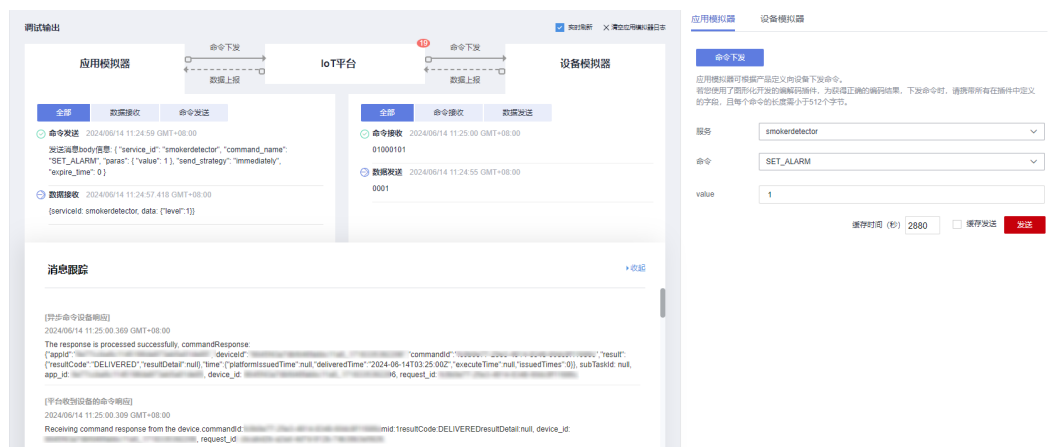 调试输出
实时刷新
清空应用模拟器日志
应用模拟器
命令下发
数据上报
IoT平台
19
命令下发
数据上报
设备模拟器
全部
数据接收
命令发送
命令发送 2024/06/14 11:24:59 GMT+08:00
发送消息body信息: { "service_id": "smokerdetector", "command_name":
"SET_ALARM", "paras": { "value": 1 }, "send_strategy": "immediately",
"expire_time": 0 }
数据接收 2024/06/14 11:24:57.418 GMT+08:00
{serviceId: smokerdetector, data: {"level":1}}
全部
命令接收
数据发送
命令接收 2024/06/14 11:25:00 GMT+08:00
01000101
数据发送 2024/06/14 11:24:55 GMT+08:00
0001
消息跟踪
收起
[异步命令设备响应]
2024/06/14 11:25:00.369 GMT+08:00
The response is processed successfully, commandResponse:
{"appId":" ,"deviceId":" "commandId":" ","result":
{"resultCode":"DELIVERED","resultDetail":null},"time":{"platformIssuedTime":null,"deliveredTime":"2024-06-14T03:25:00Z","executeTime":null,"issuedTimes":0}}, subTaskId: null,
app_id: , device_id: 6, request_id:
[平台收到设备的命令响应]
2024/06/14 11:25:00.309 GMT+08:00
Receiving command response from the device.commandId: mid: 1resultCode:DELIVEREDresultDetail:null, device_id:
, request_id:
应用模拟器
设备模拟器
命令下发
应用模拟器可根据产品定义向设备下发命令。
若您使用了图形化开发的编解码插件，为获得正确的编码结果，下发命令时，请携带所有在插件中定义
的字段，且每个命令的长度需小于512个字节。
服务 smokerdetector
命令 SET_ALARM
value 1
缓存时间（秒） 2880 缓存发送 发送